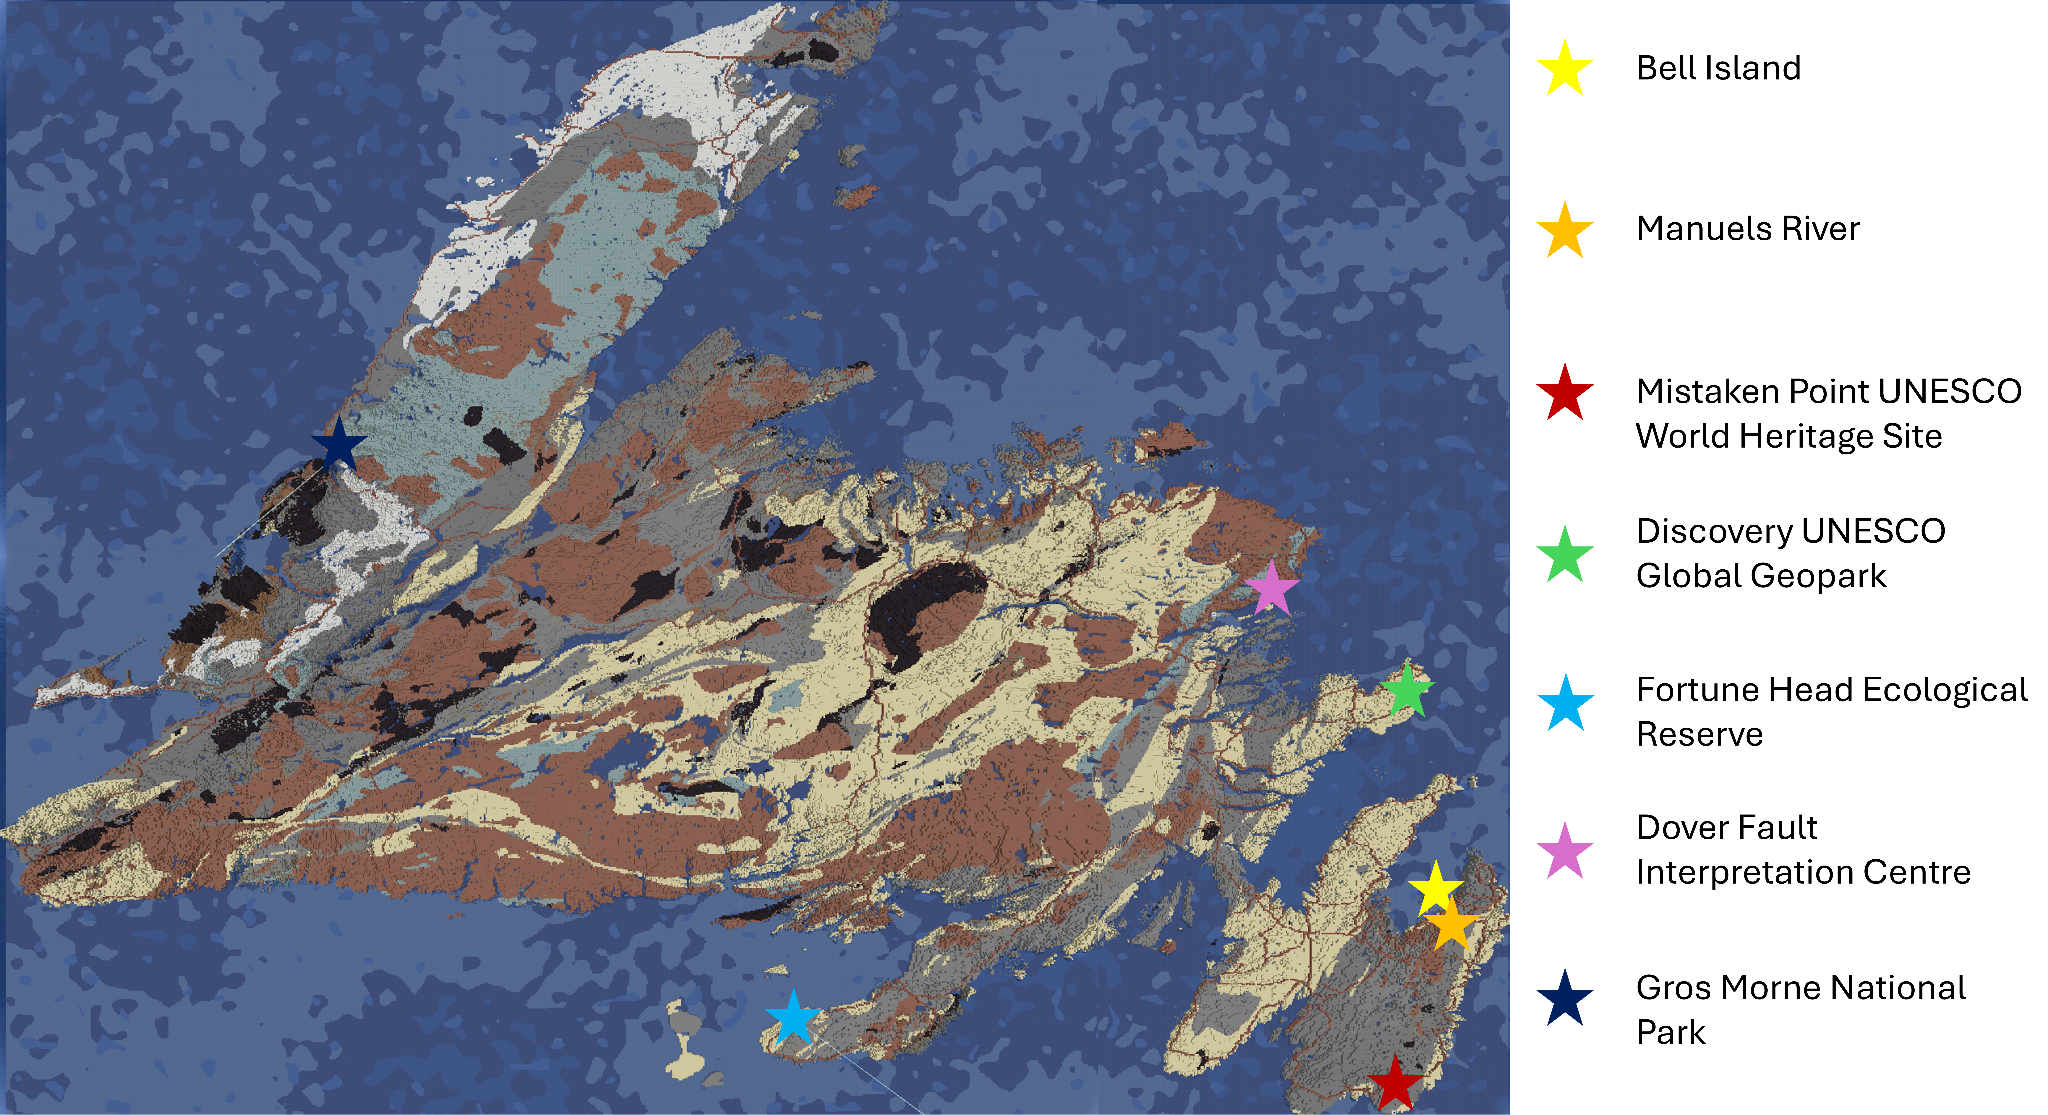 Bell Island
Manuels River
Mistaken Point UNESCO
World Heritage Site
Discovery UNESCO
Global Geopark
Fortune Head Ecological
Reserve
Dover Fault
Interpretation Centre
Gros Morne National
Park